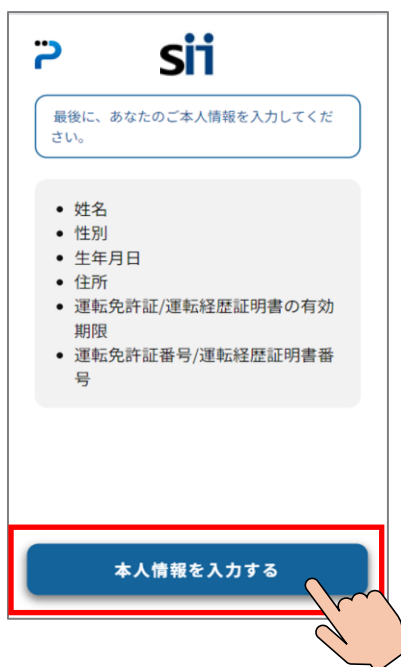 sii
最後に、あなたのご本人情報を入力してくだ
さい。
• 姓名
• 性別
• 生年月日
• 住所
• 運転免許証/運転経歴証明書の有効
期限
• 運転免許証番号/運転経歴証明書番
号
本人情報を入力する